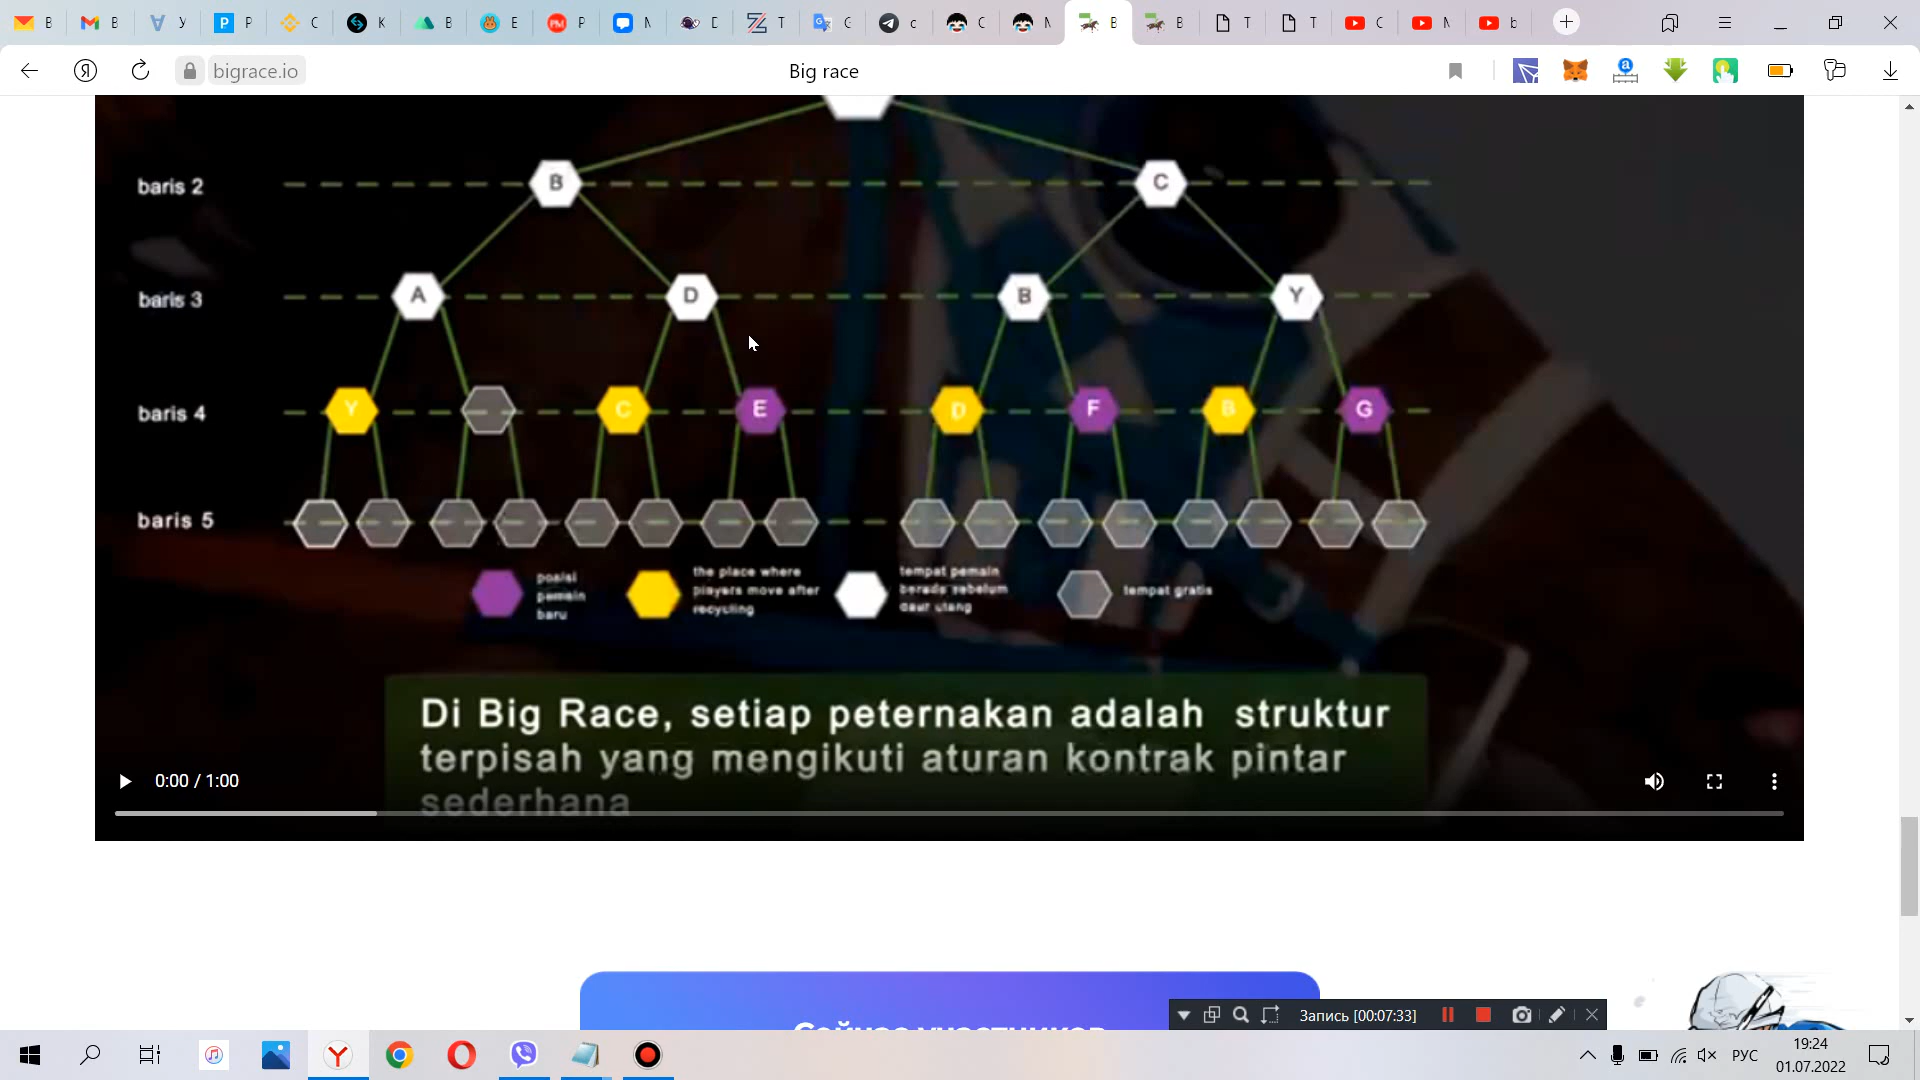 В М В У Р С К В Е Р М D T G с О М В В Т Т С М b
bigrace.io
Big race
baris 2
B
C
baris 3
A
D
B
Y
baris 4
Y
C
E
D
F
B
G
baris 5
posisi
pemain
baru
the place where
players move after
recycling
tempat pemain
berada sebelum
daur ulang
tempat gratis
Di Big Race, setiap peternakan adalah struktur
terpisah yang mengikuti aturan kontrak pintar
sederhana
0:00 / 1:00
Сейчас участников
Запись [00:07:33]
РУС
19:24
01.07.2022